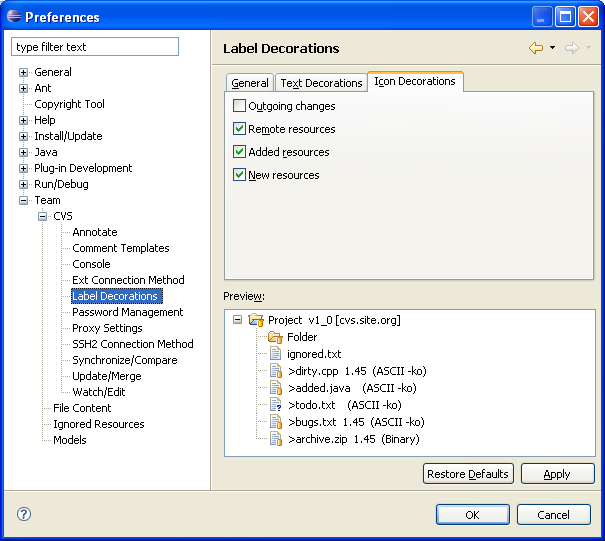 Preferences
type filter text
General
Ant
Copyright Tool
Help
Install/Update
Java
Plug-in Development
Run/Debug
Team
CVS
Annotate
Comment Templates
Console
Ext Connection Method
Label Decorations
Password Management
Proxy Settings
SSH2 Connection Method
Synchronize/Compare
Update/Merge
Watch/Edit
File Content
Ignored Resources
Models
Label Decorations
General Text Decorations Icon Decorations
Outgoing changes
Remote resources
Added resources
New resources
Preview:
Project v1_0 [cvs.site.org]
Folder
ignored.txt
>dirty.cpp 1.45 (ASCII -ko)
>added.java (ASCII -ko)
>todo.txt (ASCII -ko)
>bugs.txt 1.45 (ASCII -ko)
>archive.zip 1.45 (Binary)
Restore Defaults Apply
OK Cancel